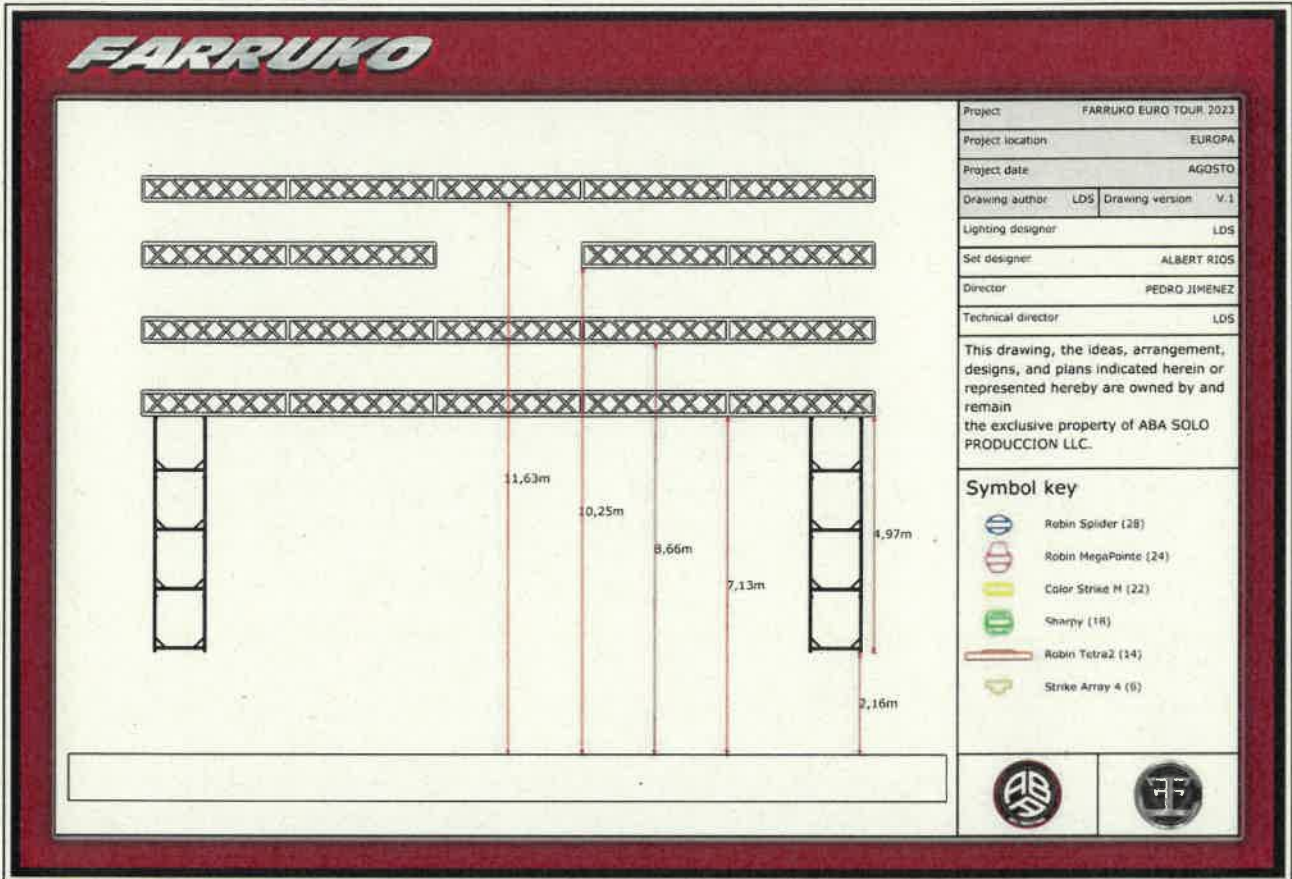 FARRUKO
Project FARRUKO EURO TOUR 2023
Project location EUROPA
Project date AGOSTO
Drawing author LDS Drawing version V.1
Lighting designer LDS
Set designer ALBERT RIOS
Director PEDRO JIMENEZ
Technical director LDS
This drawing, the ideas, arrangement,
designs, and plans indicated herein or
represented hereby are owned by and
remain
the exclusive property of ABA SOLO
PRODUCCION LLC.
Symbol key
Robin Spiider (28)
Robin MegaPointe (24)
Color Strike M (22)
Sharpy (18)
Robin Tetra2 (14)
Strike Array 4 (6)
11,63m
10,25m
8,66m
7,13m
4,97m
2,16m
ABS